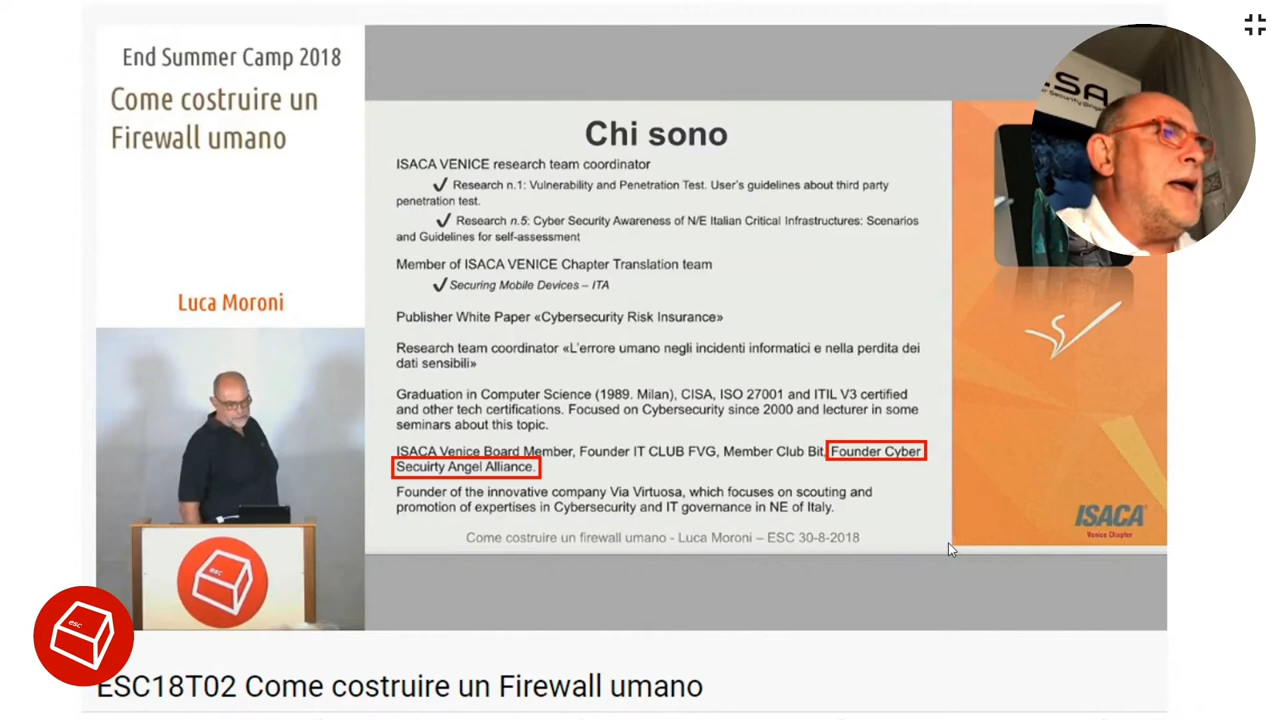 End Summer Camp 2018
Come costruire un
Firewall umano
Luca Moroni
Chi sono
ISACA VENICE research team coordinator
✓ Research n.1: Vulnerability and Penetration Test. User's guidelines about third party
penetration test.
✓ Research n.5: Cyber Security Awareness of N/E Italian Critical Infrastructures: Scenarios
and Guidelines for self-assessment
Member of ISACA VENICE Chapter Translation team
✓ Securing Mobile Devices – ITA
Publisher White Paper «Cybersecurity Risk Insurance»
Research team coordinator «L'errore umano negli incidenti informatici e nella perdita dei
dati sensibili»
Graduation in Computer Science (1989. Milan), CISA, ISO 27001 and ITIL V3 certified
and other tech certifications. Focused on Cybersecurity since 2000 and lecturer in some
seminars about this topic.
ISACA Venice Board Member, Founder IT CLUB FVG, Member Club Bit, Founder Cyber
Secuirty Angel Alliance.
Founder of the innovative company Via Virtuosa, which focuses on scouting and
promotion of expertises in Cybersecurity and IT governance in NE of Italy.
Come costruire un firewall umano - Luca Moroni – ESC 30-8-2018
ISACA
Venice Chapter
esc
esc
ESC18T02 Come costruire un Firewall umano